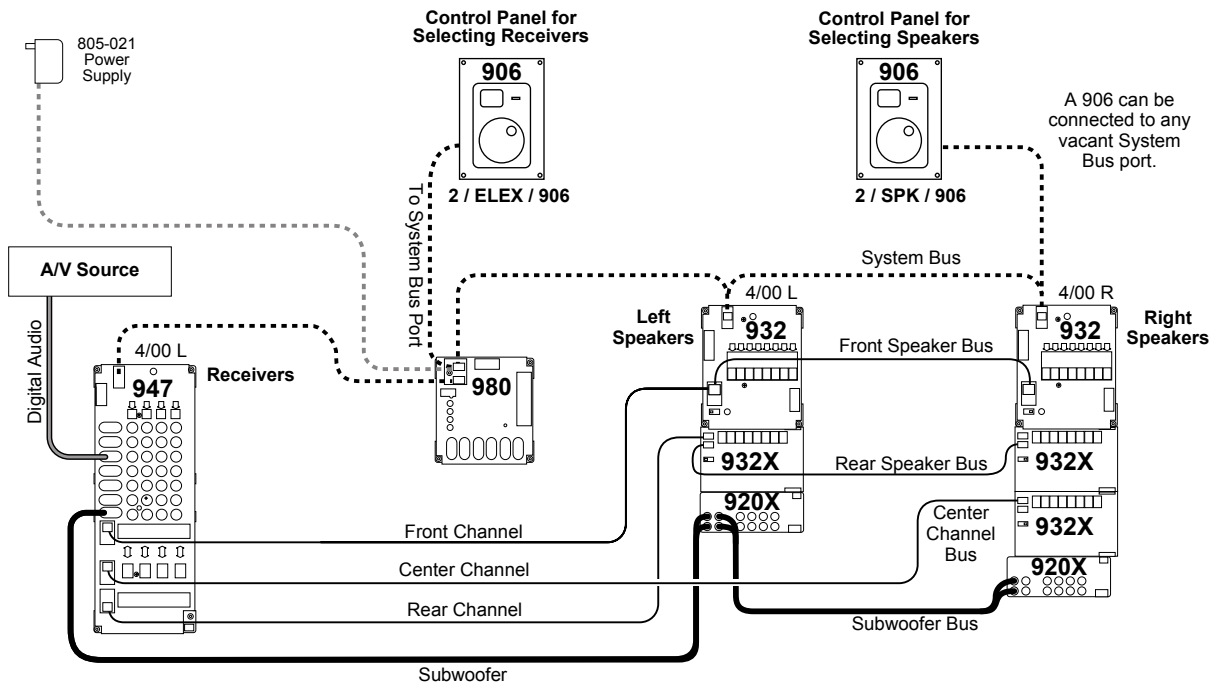 805-021
Power
Supply
Control Panel for
Selecting Receivers
906
2 / ELEX / 906
Control Panel for
Selecting Speakers
906
2 / SPK / 906
A 906 can be
connected to any
vacant System
Bus port.
To System Bus Port
System Bus
A/V Source
Digital Audio
4/00 L
947
Receivers
980
Left
Speakers
4/00 L
932
Front Speaker Bus
4/00 R
932
Right
Speakers
932X
Rear Speaker Bus
932X
920X
Center
Channel
Bus
932X
920X
Front Channel
Center Channel
Rear Channel
Subwoofer Bus
Subwoofer